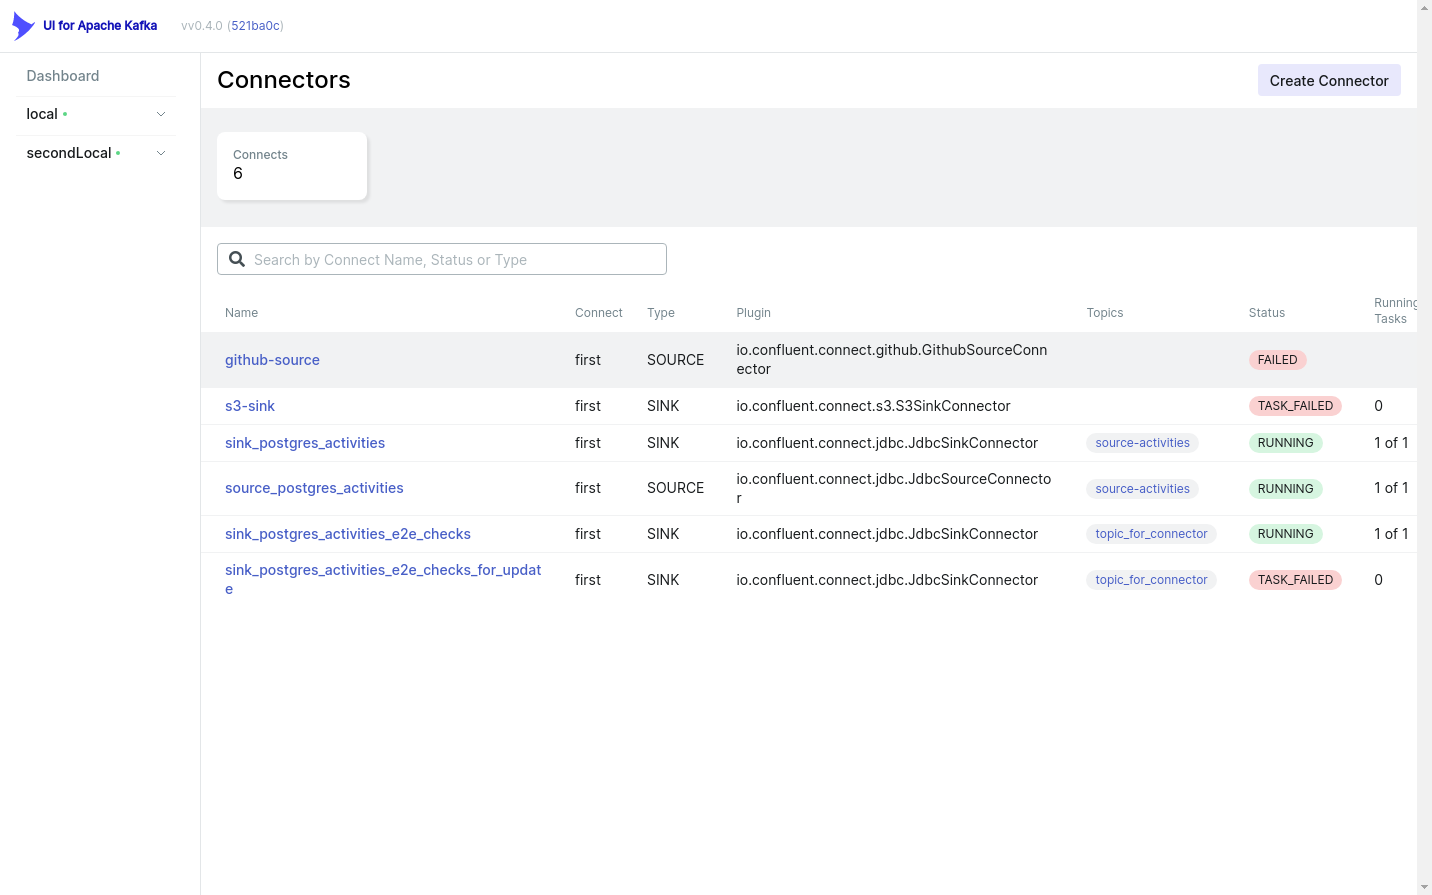 UI for Apache Kafka vv0.4.0 (521ba0c)
Dashboard
local
secondLocal
Connectors
Create Connector
Connects
6
Search by Connect Name, Status or Type
Name Connect Type Plugin Topics Status Running
Tasks
github-source first SOURCE io.confluent.connect.github.GithubSourceConn
ector FAILED
s3-sink first SINK io.confluent.connect.s3.S3SinkConnector TASK_FAILED 0
sink_postgres_activities first SINK io.confluent.connect.jdbc.JdbcSinkConnector source-activities RUNNING 1 of 1
source_postgres_activities first SOURCE io.confluent.connect.jdbc.JdbcSourceConnecto
r source-activities RUNNING 1 of 1
sink_postgres_activities_e2e_checks first SINK io.confluent.connect.jdbc.JdbcSinkConnector topic_for_connector RUNNING 1 of 1
sink_postgres_activities_e2e_checks_for_updat
e first SINK io.confluent.connect.jdbc.JdbcSinkConnector topic_for_connector TASK_FAILED 0